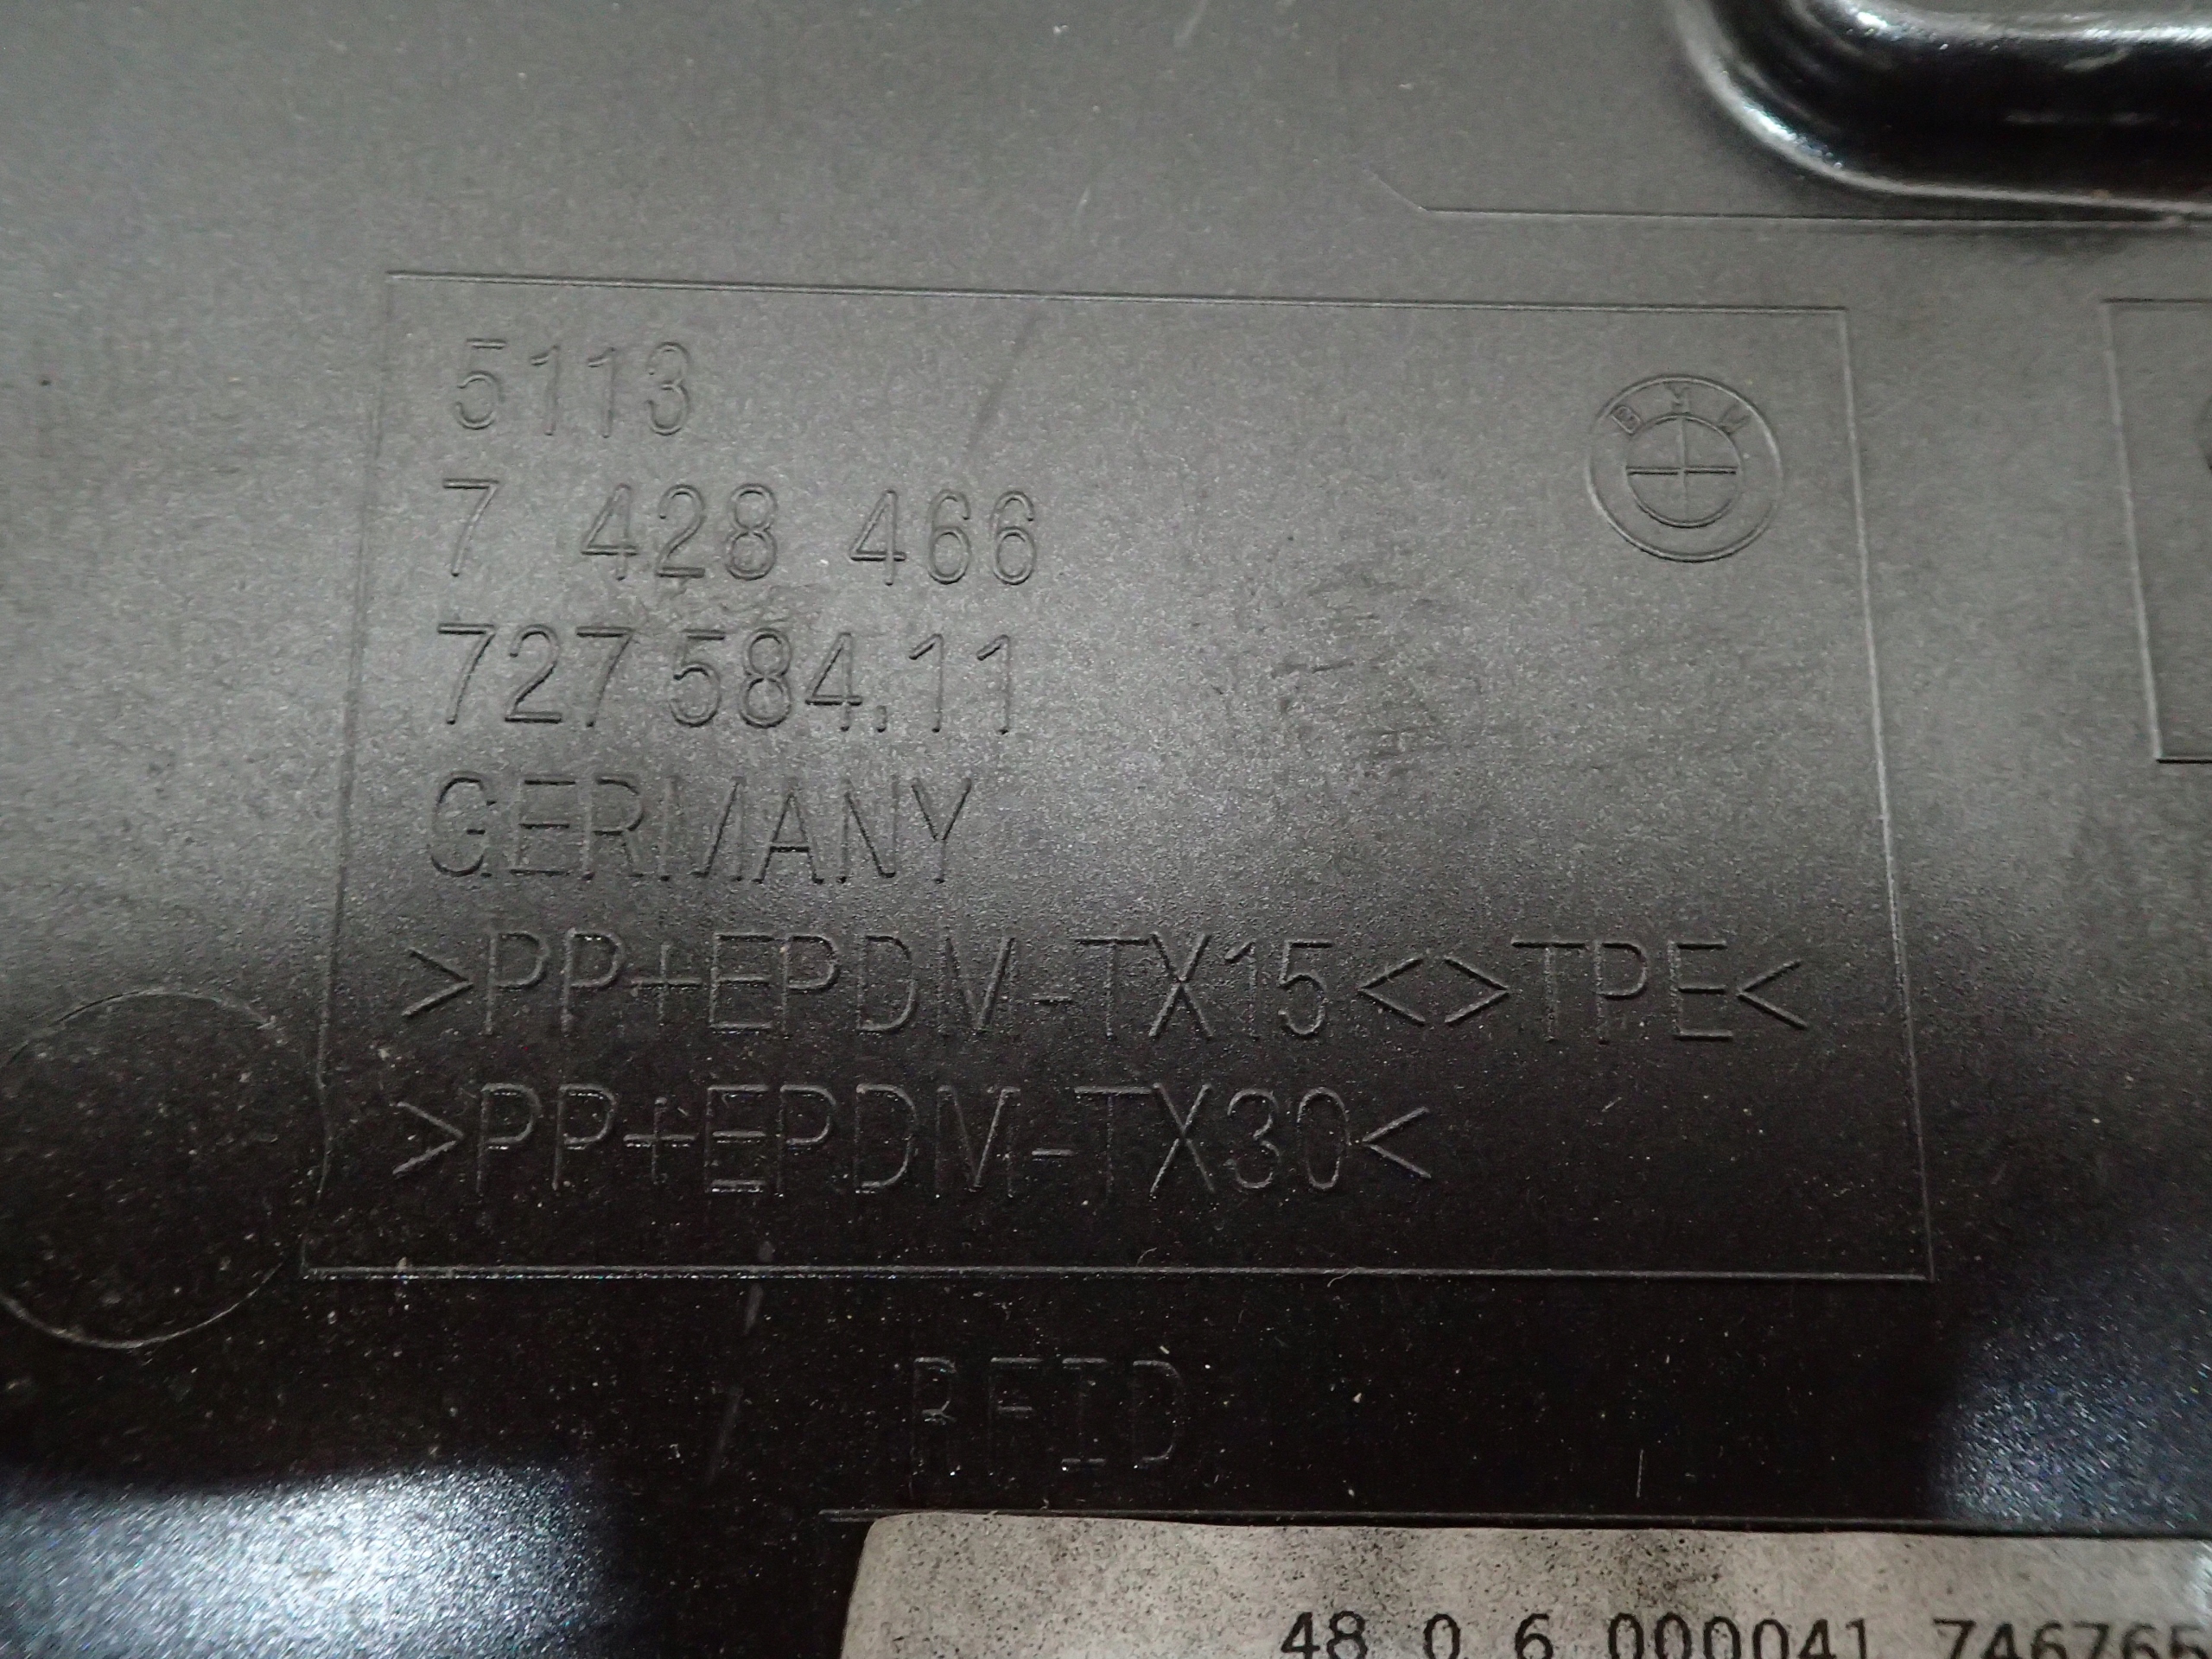 5113
BMW
7 428 466
727 584.11
GERMANY
>PP+EPDM-TX15<>TPE<
>PP+EPDM-TX30<
RFID
48 0 6 000041